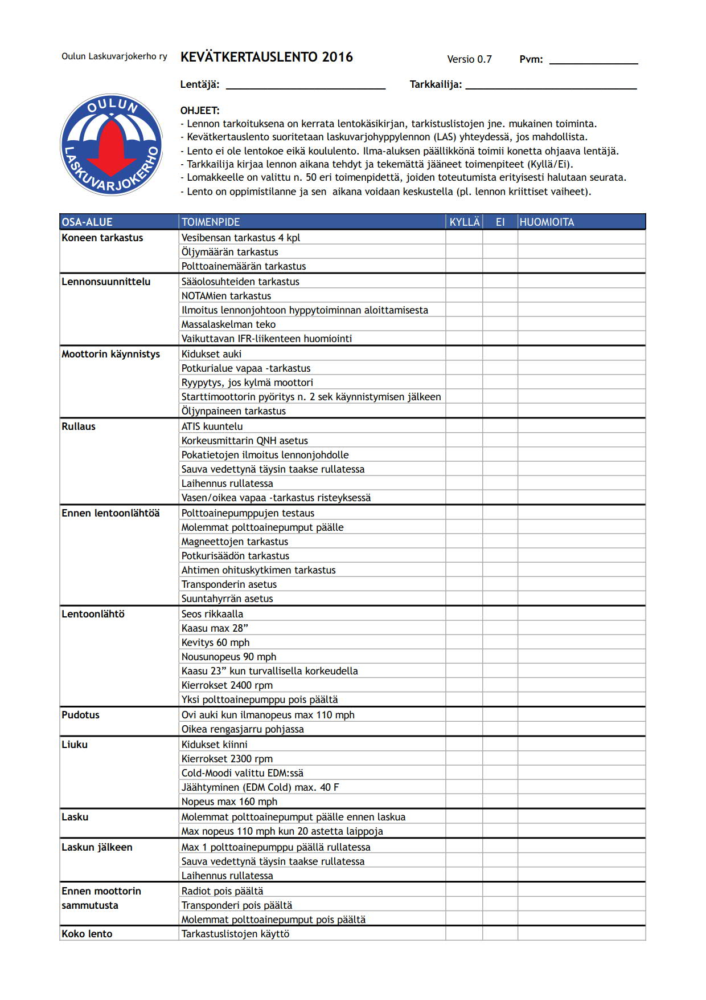 Oulun Laskuvarjokerho ry KEVÄTKERTAUSLENTO 2016 Versio 0.7 Pvm: ________________
Lentäjä: ____________________________ Tarkkailija: ______________________________
OULUN
LASKUVARJOKERHO
OHJEET:
- Lennon tarkoituksena on kerrata lentokäsikirjan, tarkistuslistojen jne. mukainen toiminta.
- Kevätkertauslento suoritetaan laskuvarjohyppylennon (LAS) yhteydessä, jos mahdollista.
- Lento ei ole lentokoe eikä koululento. Ilma-aluksen päällikkönä toimii konetta ohjaava lentäjä.
- Tarkkailija kirjaa lennon aikana tehdyt ja tekemättä jääneet toimenpiteet (Kyllä/Ei).
- Lomakkeelle on valittu n. 50 eri toimenpidettä, joiden toteutumista erityisesti halutaan seurata.
- Lento on oppimistilanne ja sen aikana voidaan keskustella (pl. lennon kriittiset vaiheet).
OSA-ALUE TOIMENPIDE KYLLÄ EI HUOMIOITA
Koneen tarkastus Vesibensan tarkastus 4 kpl
Öljymäärän tarkastus
Polttoainemäärän tarkastus
Lennonsuunnittelu Sääolosuhteiden tarkastus
NOTAMien tarkastus
Ilmoitus lennonjohtoon hyppytoiminnan aloittamisesta
Massalaskelman teko
Vaikuttavan IFR-liikenteen huomiointi
Moottorin käynnistys Kidukset auki
Potkurialue vapaa -tarkastus
Ryypytys, jos kylmä moottori
Starttimoottorin pyöritys n. 2 sek käynnistymisen jälkeen
Öljynpaineen tarkastus
Rullaus ATIS kuuntelu
Korkeusmittarin QNH asetus
Pokatietojen ilmoitus lennonjohdolle
Sauva vedettynä täysin taakse rullatessa
Laihennus rullatessa
Vasen/oikea vapaa -tarkastus risteyksessä
Ennen lentoonlähtöä Polttoainepumppujen testaus
Molemmat polttoainepumput päälle
Magneettojen tarkastus
Potkurisäädön tarkastus
Ahtimen ohituskytkimen tarkastus
Transponderin asetus
Suuntahyrrän asetus
Lentoonlähtö Seos rikkaalla
Kaasu max 28”
Kevitys 60 mph
Nousunopeus 90 mph
Kaasu 23” kun turvallisella korkeudella
Kierrokset 2400 rpm
Yksi polttoainepumppu pois päältä
Pudotus Ovi auki kun ilmanopeus max 110 mph
Oikea rengasjarru pohjassa
Liuku Kidukset kiinni
Kierrokset 2300 rpm
Cold-Moodi valittu EDM:ssä
Jäähtyminen (EDM Cold) max. 40 F
Nopeus max 160 mph
Lasku Molemmat polttoainepumput päälle ennen laskua
Max nopeus 110 mph kun 20 astetta laippoja
Laskun jälkeen Max 1 polttoainepumppu päällä rullatessa
Sauva vedettynä täysin taakse rullatessa
Laihennus rullatessa
Ennen moottorin Radiot pois päältä
sammutusta Transponderi pois päältä
Molemmat polttoainepumput pois päältä
Koko lento Tarkastuslistojen käyttö